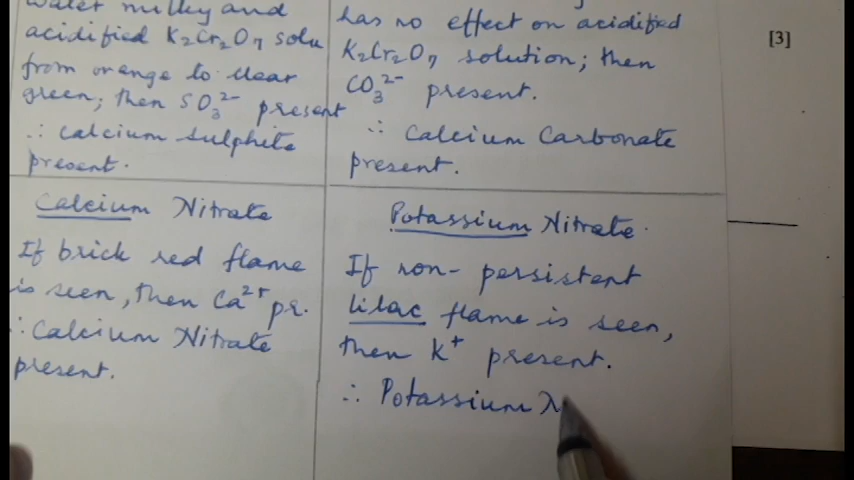 water milky and
acidified K₂Cr₂O₇ solu
from orange to clear
green; then SO₃²⁻ present
∴ calcium sulphite
present.
has no effect on acidified
K₂Cr₂O₇ solution; then
CO₃²⁻ present.
∴ Calcium Carbonate
present.
[3]
Calcium Nitrate
If brick red flame
is seen, then Ca²⁺ pr.
∴ Calcium Nitrate
present.
Potassium Nitrate.
If non-persistent
lilac flame is seen,
then K⁺ present.
∴ Potassium N